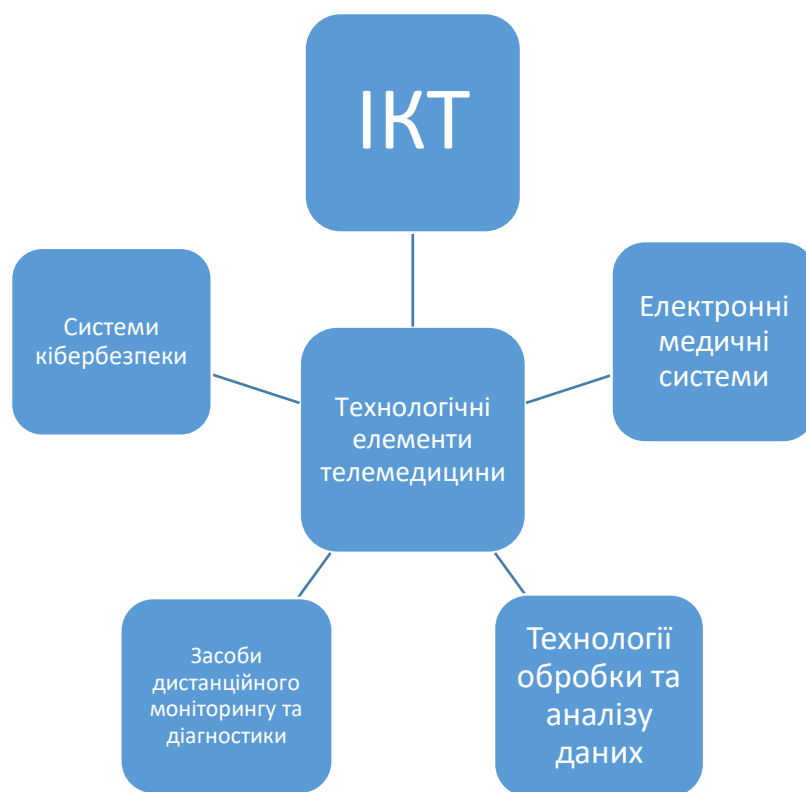 ІКТ
Системи
кібербезпеки
Електронні
медичні
системи
Технологічні
елементи
телемедицини
Засоби
дистанційного
моніторингу та
діагностики
Технології
обробки та
аналізу
даних